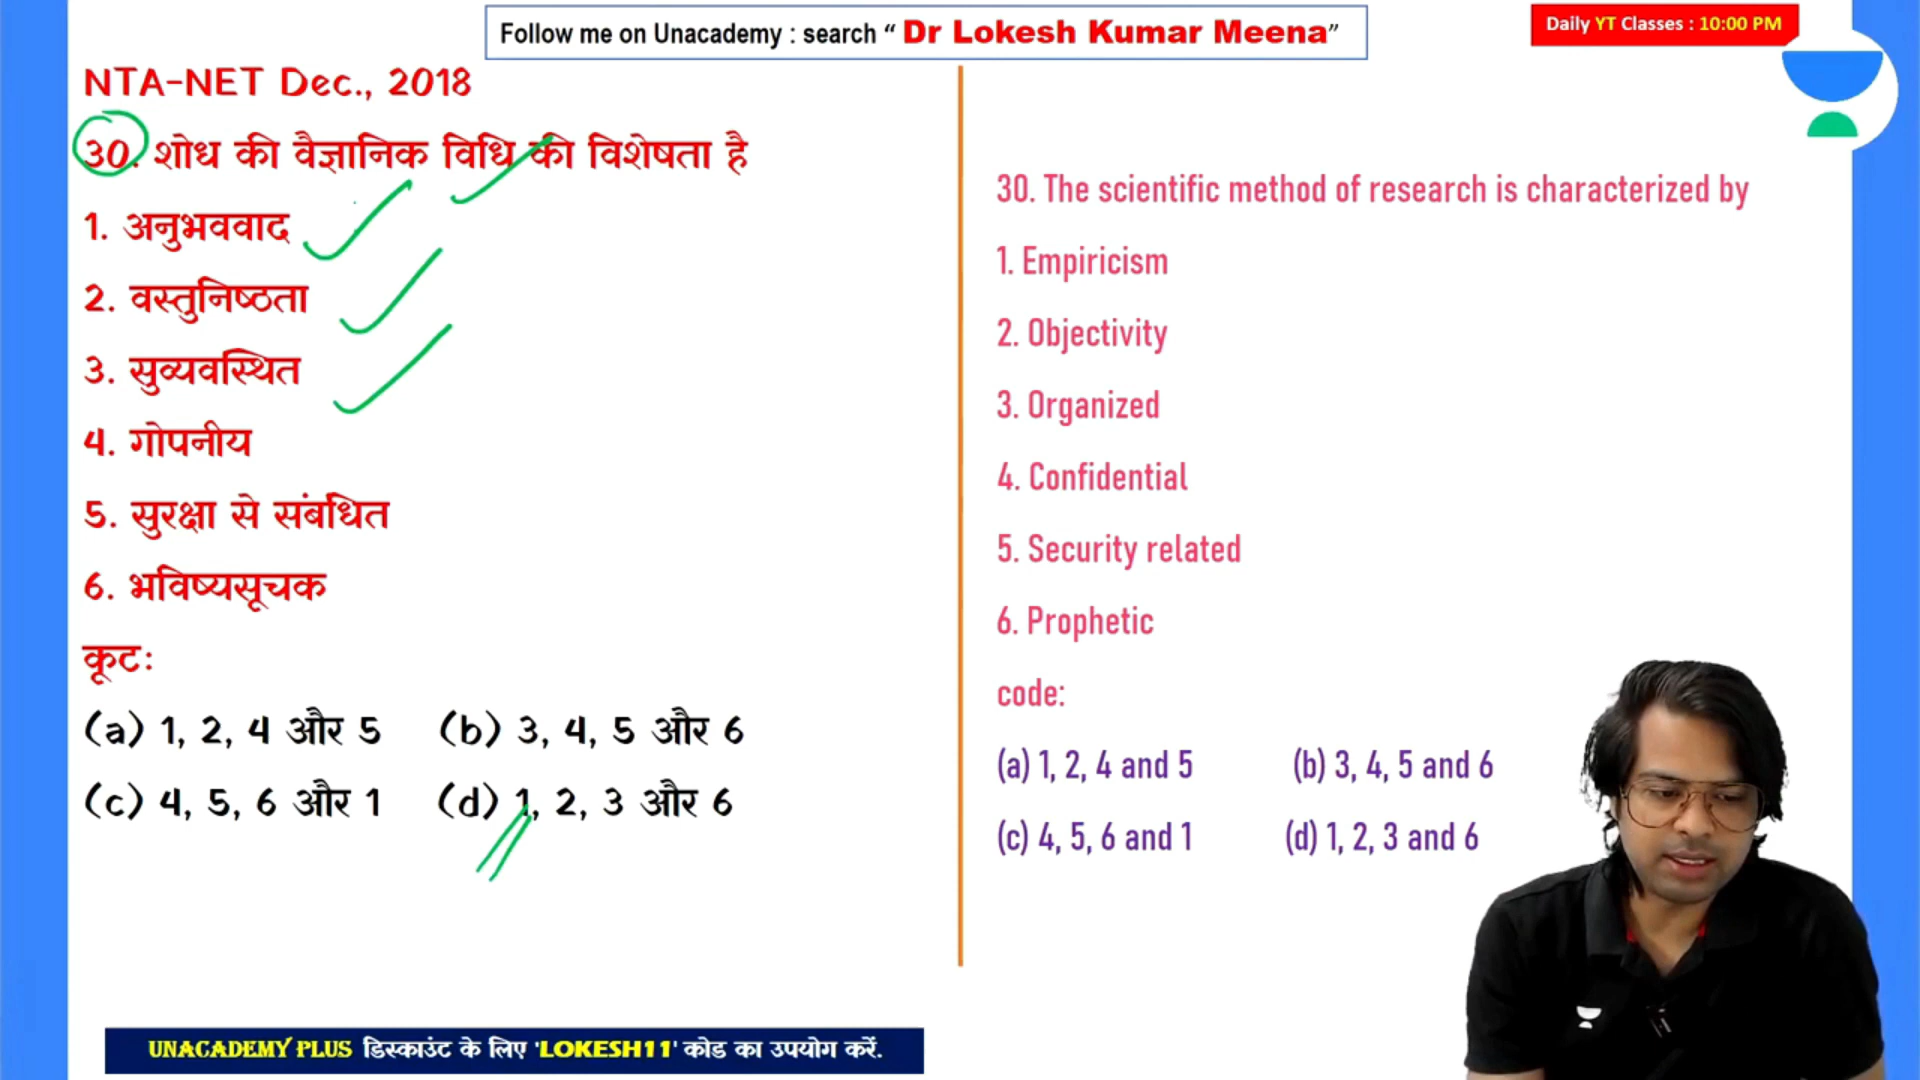 Follow me on Unacademy : search “ Dr Lokesh Kumar Meena”
Daily YT Classes : 10:00 PM
NTA-NET Dec., 2018
30. शोध की वैज्ञानिक विधि की विशेषता है
1. अनुभववाद
2. वस्तुनिष्ठता
3. सुव्यवस्थित
4. गोपनीय
5. सुरक्षा से संबंधित
6. भविष्यसूचक
कूटः
(a) 1, 2, 4 और 5 (b) 3, 4, 5 और 6
(c) 4, 5, 6 और 1 (d) 1, 2, 3 और 6
30. The scientific method of research is characterized by
1. Empiricism
2. Objectivity
3. Organized
4. Confidential
5. Security related
6. Prophetic
code:
(a) 1, 2, 4 and 5 (b) 3, 4, 5 and 6
(c) 4, 5, 6 and 1 (d) 1, 2, 3 and 6
UNACADEMY PLUS डिस्काउंट के लिए 'LOKESH11' कोड का उपयोग करें.